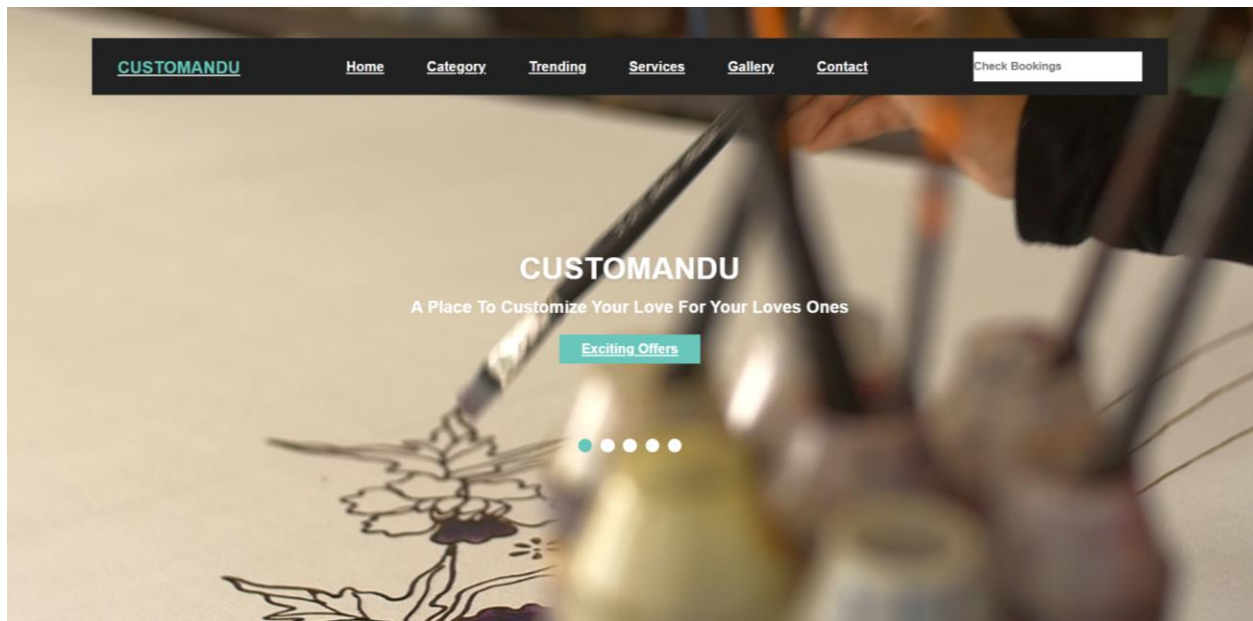 CUSTOMANDU Home Category Trending Services Gallery Contact Check Bookings
CUSTOMANDU
A Place To Customize Your Love For Your Loves Ones
Exciting Offers